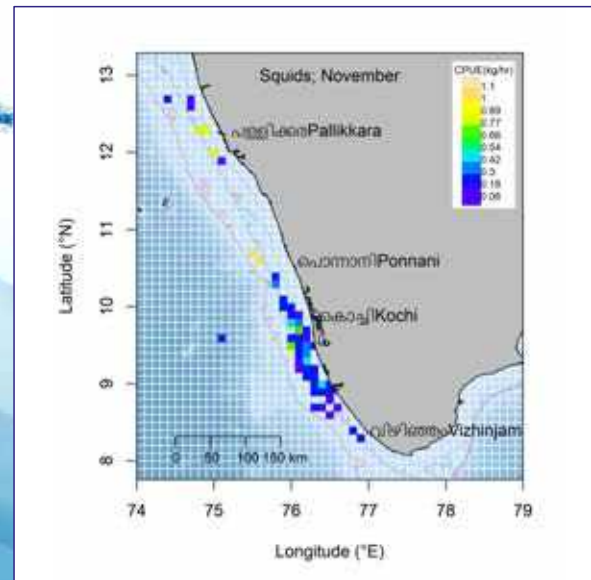 Squids; November
CPUE(kg/hr)
1.1
1
0.89
0.77
0.66
0.54
0.42
0.3
0.18
0.06
പള്ളിക്കരPallikkara
പൊന്നാനിPonnani
കൊച്ചിKochi
വിഴിഞ്ഞംVizhinjam
0 50 100 150 km
Latitude (°N)
13
12
11
10
9
8
74 75 76 77 78 79
Longitude (°E)